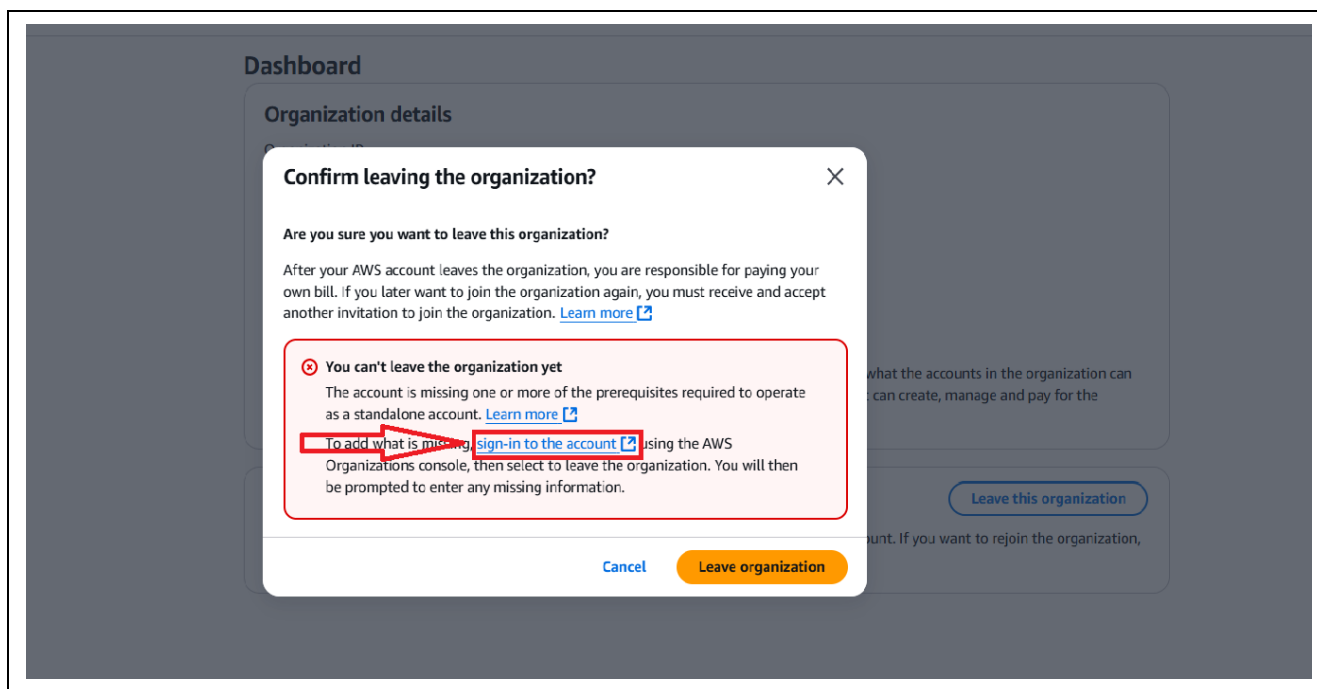 Dashboard
Organization details
Confirm leaving the organization?
Are you sure you want to leave this organization?
After your AWS account leaves the organization, you are responsible for paying your
own bill. If you later want to join the organization again, you must receive and accept
another invitation to join the organization. Learn more
You can't leave the organization yet
The account is missing one or more of the prerequisites required to operate
as a standalone account. Learn more
To add what is missing, sign-in to the account using the AWS
Organizations console, then select to leave the organization. You will then
be prompted to enter any missing information.
what the accounts in the organization can
can create, manage and pay for the
Leave this organization
If you want to rejoin the organization,
Cancel
Leave organization